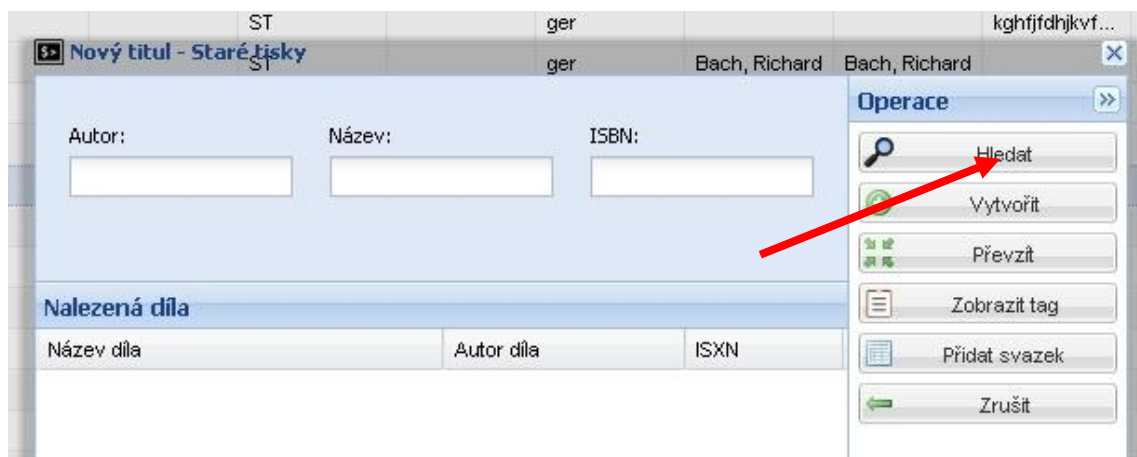 ST ger kghfjfdhjkvf...
Nový titul - Staré tisky
ST ger Bach, Richard Bach, Richard
Operace
Autor: Název: ISBN:
Hledat
Vytvořit
Převzít
Nalezená díla
Zobrazit tag
Název díla Autor díla ISXN
Přidat svazek
Zrušit